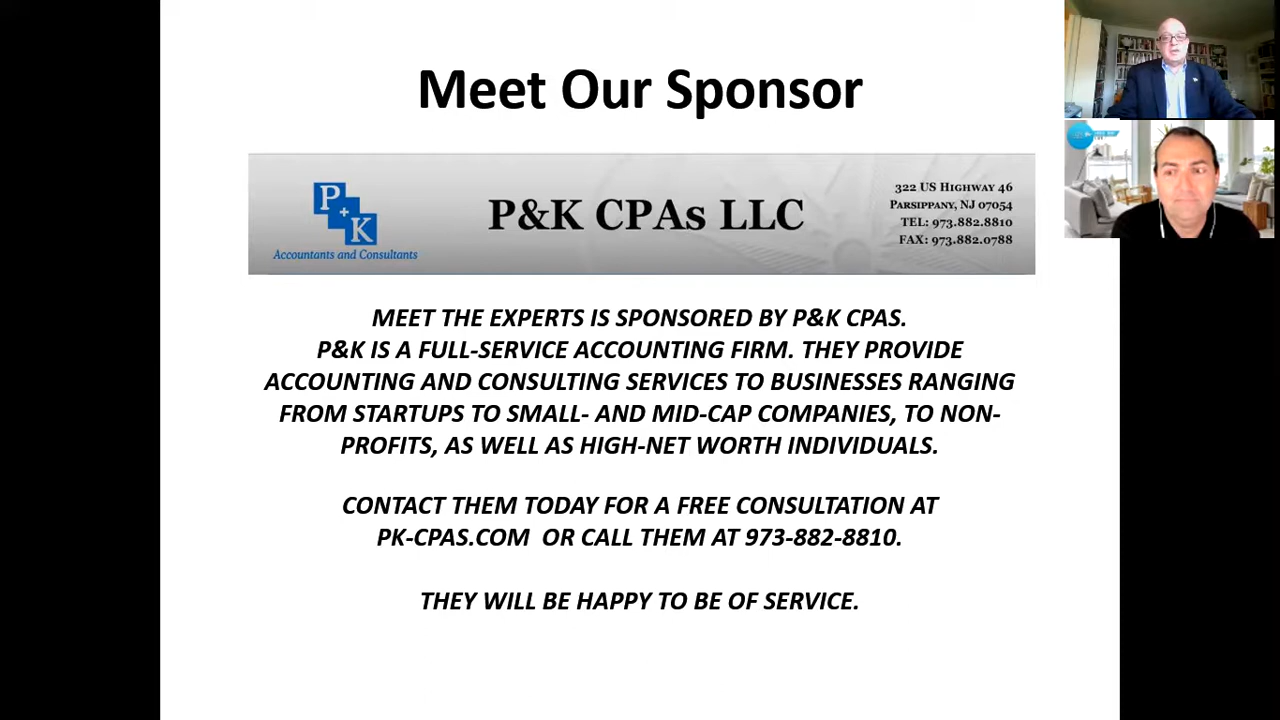 Meet Our Sponsor
P+K
Accountants and Consultants
P&K CPAs LLC
322 US Highway 46
Parsippany, NJ 07054
TEL: 973.882.8810
FAX: 973.882.0788
MEET THE EXPERTS IS SPONSORED BY P&K CPAS.
P&K IS A FULL-SERVICE ACCOUNTING FIRM. THEY PROVIDE
ACCOUNTING AND CONSULTING SERVICES TO BUSINESSES RANGING
FROM STARTUPS TO SMALL- AND MID-CAP COMPANIES, TO NON-
PROFITS, AS WELL AS HIGH-NET WORTH INDIVIDUALS.
CONTACT THEM TODAY FOR A FREE CONSULTATION AT
PK-CPAS.COM  OR CALL THEM AT 973-882-8810.
THEY WILL BE HAPPY TO BE OF SERVICE.